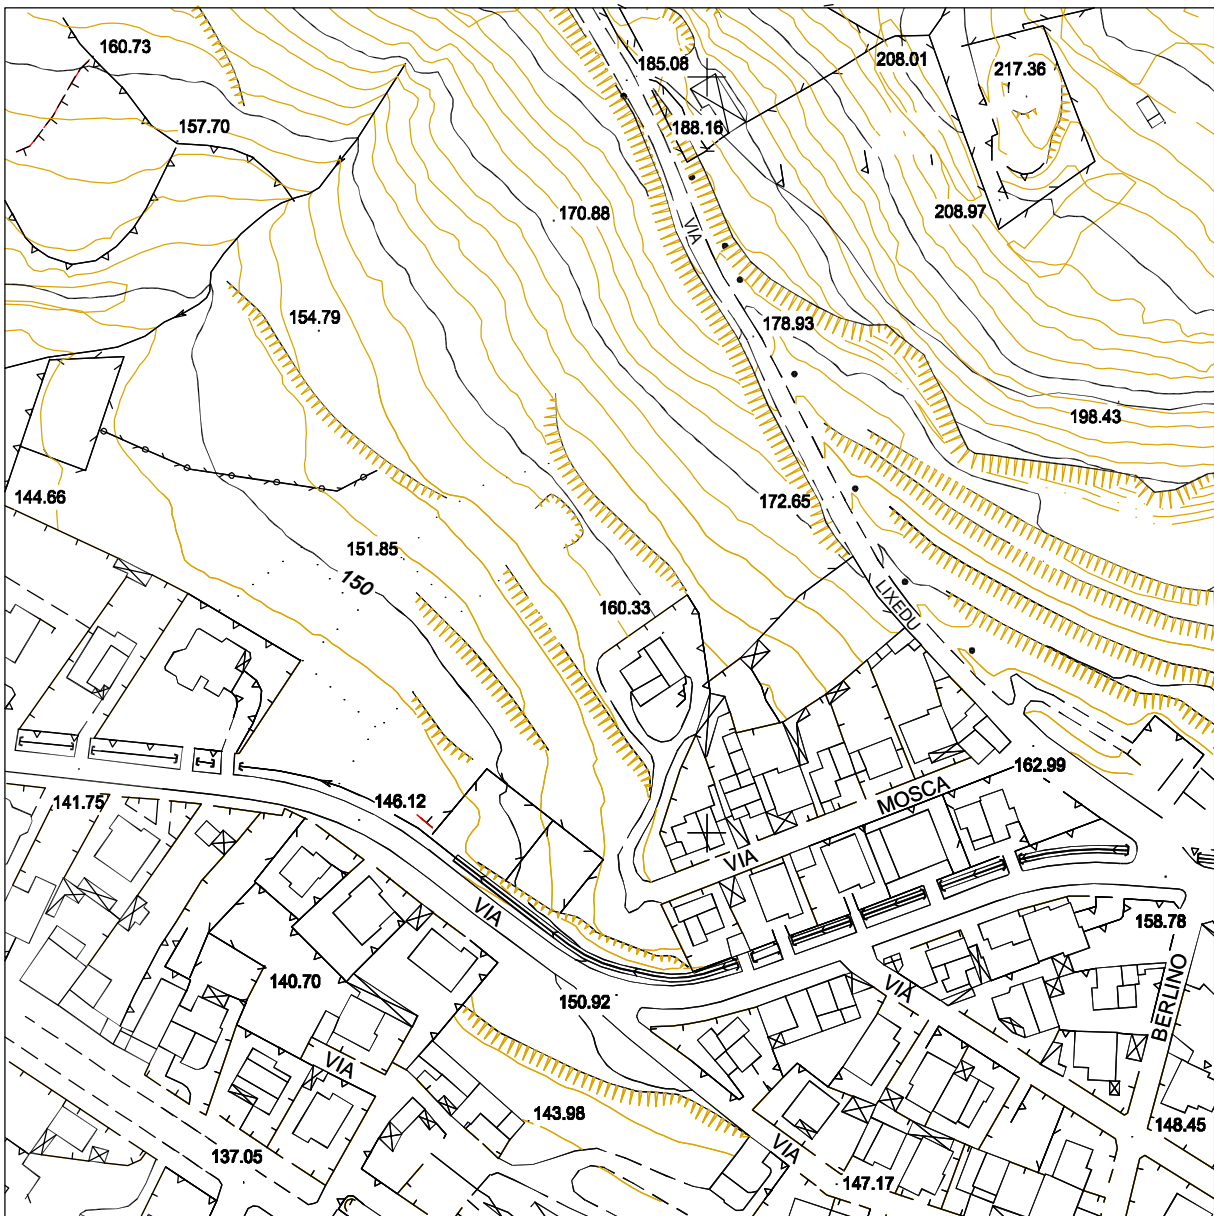 160.73
185.08
208.01
217.36
157.70
188.16
170.88
208.97
VIA
154.79
178.93
198.43
144.66
172.65
151.85
150
160.33
LIXEDU
162.99
141.75
146.12
MOSCA
VIA
VIA
158.78
140.70
150.92
VIA
BERLINO
VIA
143.98
148.45
137.05
VIA
147.17